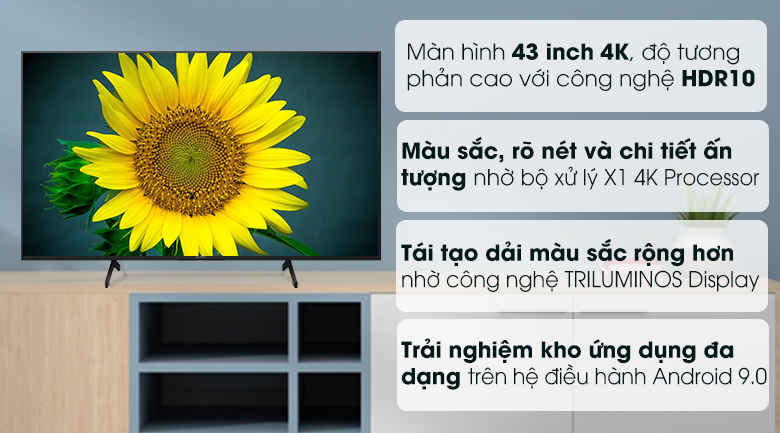 Màn hình 43 inch 4K, độ tương
phản cao với công nghệ HDR10
Màu sắc, rõ nét và chi tiết ấn
tượng nhờ bộ xử lý X1 4K Processor
Tái tạo dải màu sắc rộng hơn
nhờ công nghệ TRILUMINOS Display
Trải nghiệm kho ứng dụng đa
dạng trên hệ điều hành Android 9.0